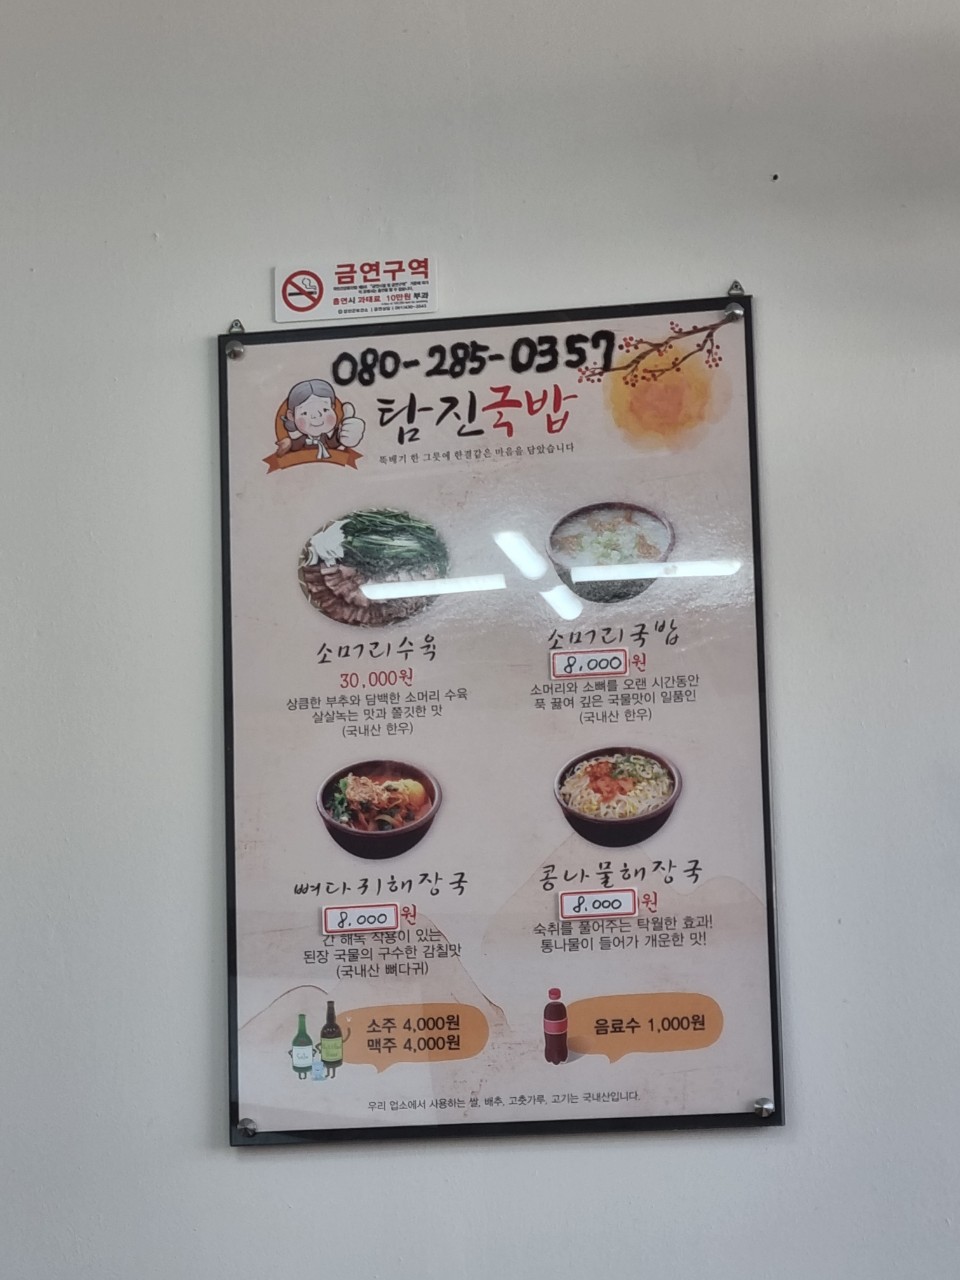 금연구역
흡연시 과태료 10만원 부과
080-285-0357
탐진국밥
뚝배기 한 그릇에 한결같은 마음을 담았습니다
소머리수육
30,000원
상큼한 부추와 담백한 소머리 수육
살살녹는 맛과 쫄깃한 맛
(국내산 한우)
소머리국밥
8,000원
소머리와 소뼈를 오랜 시간동안
푹 끓여 깊은 국물맛이 일품인
(국내산 한우)
뼈다귀해장국
8,000원
간 해독 작용이 있는
된장 국물의 구수한 감칠맛
(국내산 뼈다귀)
콩나물해장국
8,000원
숙취를 풀어주는 탁월한 효과!
통나물이 들어가 개운한 맛!
소주 4,000원
맥주 4,000원
음료수 1,000원
우리 업소에서 사용하는 쌀, 배추, 고춧가루, 고기는 국내산입니다.